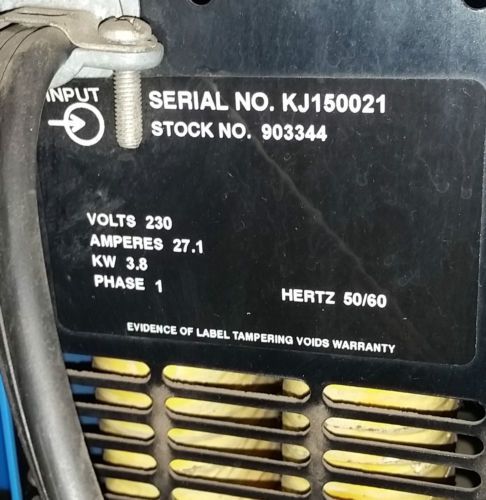 INPUT
SERIAL NO. KJ150021
STOCK NO. 903344
VOLTS 230
AMPERES 27.1
KW 3.8
PHASE 1
HERTZ 50/60
EVIDENCE OF LABEL TAMPERING VOIDS WARRANTY